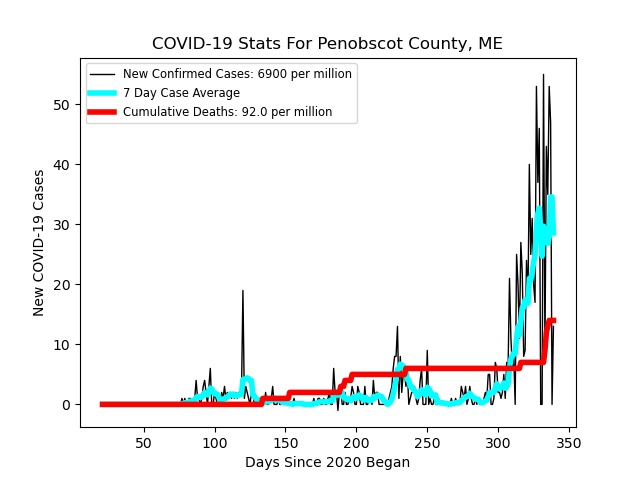 COVID-19 Stats For Penobscot County, ME
New Confirmed Cases: 6900 per million
7 Day Case Average
Cumulative Deaths: 92.0 per million
New COVID-19 Cases
50
40
30
20
10
0
50 100 150 200 250 300 350
Days Since 2020 Began